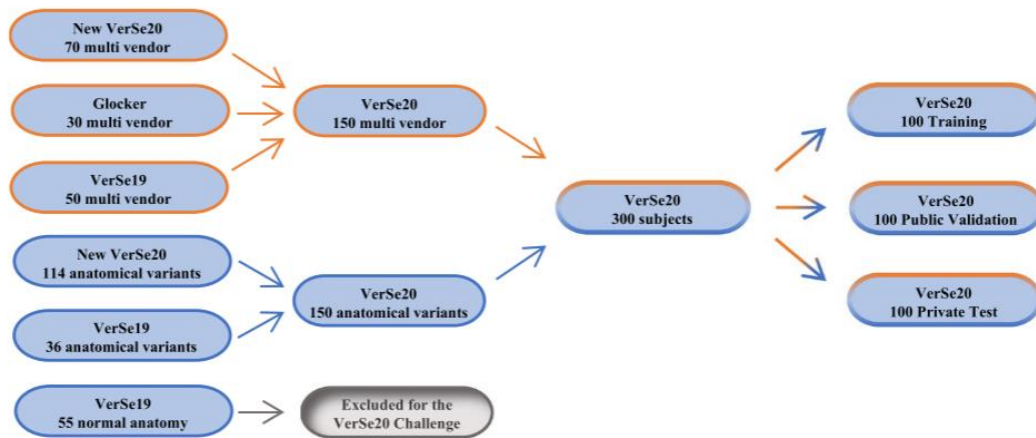 New VerSe20
70 multi vendor
Glocker
30 multi vendor
VerSe19
50 multi vendor
New VerSe20
114 anatomical variants
VerSe19
36 anatomical variants
VerSe19
55 normal anatomy
VerSe20
150 multi vendor
VerSe20
150 anatomical variants
Excluded for the
VerSe20 Challenge
VerSe20
300 subjects
VerSe20
100 Training
VerSe20
100 Public Validation
VerSe20
100 Private Test